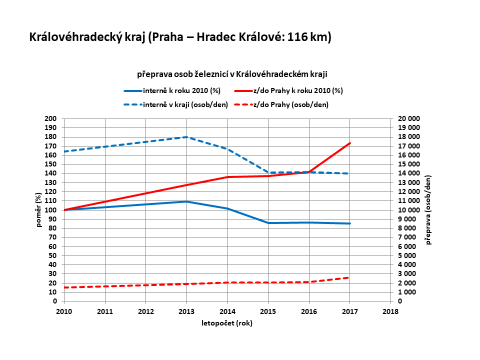 Královéhradecký kraj (Praha – Hradec Králové: 116 km)
přeprava osob železnicí v Královéhradeckém kraji
interně k roku 2010 (%) z/do Prahy k roku 2010 (%)
interně v kraji (osob/den) z/do Prahy (osob/den)
200 20 000
190 19 000
180 18 000
170 17 000
160 16 000
150 15 000
140 14 000
130 13 000
120 12 000
110 11 000
100 10 000
90 9 000
80 8 000
70 7 000
60 6 000
50 5 000
40 4 000
30 3 000
20 2 000
10 1 000
0 0
poměr (%)
přeprava (osob/den)
2010 2011 2012 2013 2014 2015 2016 2017 2018
letopočet (rok)